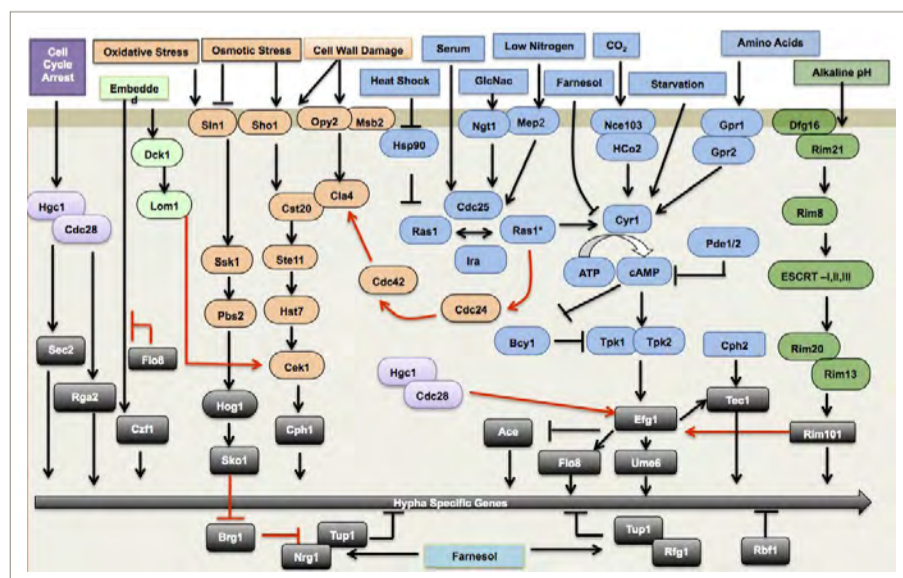 Cell
Cycle
Arrest
Oxidative Stress
Osmotic Stress
Cell Wall Damage
Serum
Low Nitrogen
CO2
Amino Acids
Embedde
d
Heat Shock
GlcNac
Farnesol
Starvation
Alkaline pH
Sln1
Sho1
Opy2
Msb2
Hsp90
Ngt1
Mep2
Nce103
HCo2
Gpr1
Gpr2
Dfg16
Rim21
Dck1
Lom1
Hgc1
Cdc28
Cst20
Cla4
Cdc25
Ras1
Ras1*
Ira
Cyr1
Rim8
Ssk1
Ste11
Cdc42
ATP
cAMP
Pde1/2
ESCRT –I,II,III
Pbs2
Hst7
Cdc24
Sec2
Flo8
Cek1
Bcy1
Tpk1
Tpk2
Cph2
Rim20
Rim13
Rga2
Hog1
Hgc1
Cdc28
Tec1
Czf1
Cph1
Ace
Efg1
Rim101
Sko1
Flo8
Ume6
Hypha Specific Genes
Brg1
Tup1
Nrg1
Farnesol
Tup1
Rfg1
Rbf1